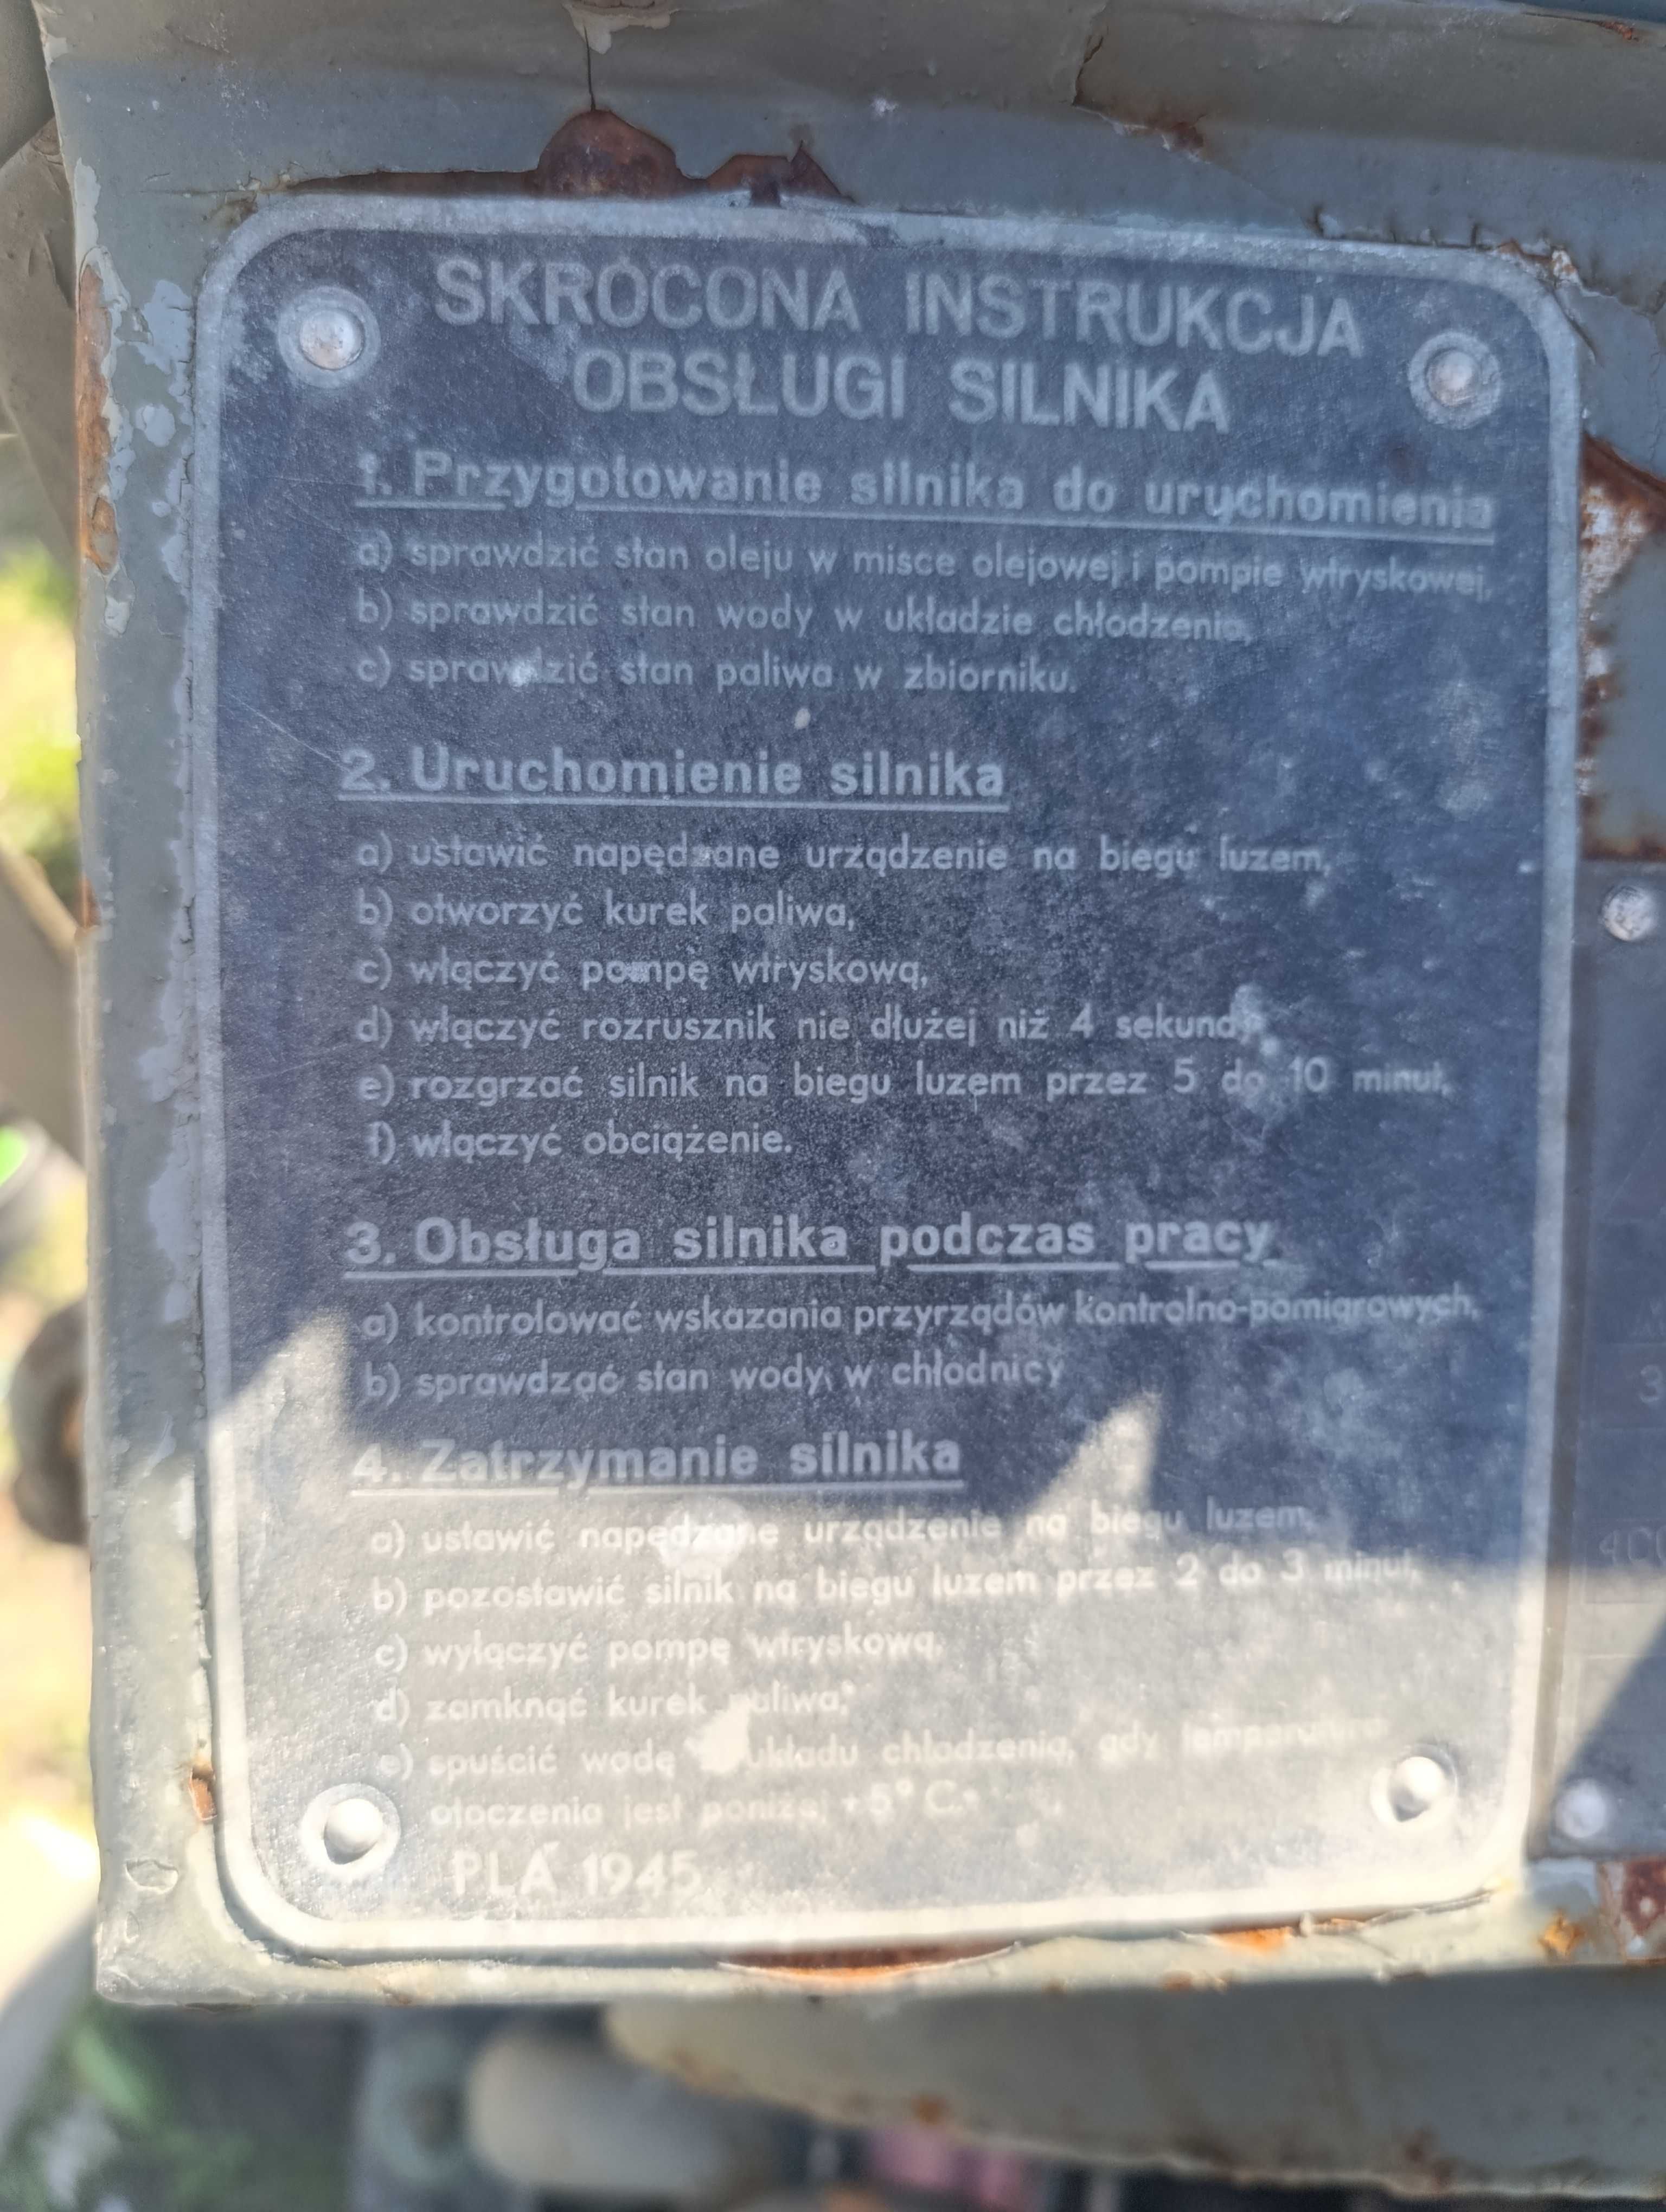 SKRÓCONA INSTRUKCJA
OBSŁUGI SILNIKA
1. Przygotowanie silnika do uruchomienia
a) sprawdzić stan oleju w misce olejowej i pompie wtryskowej,
b) sprawdzić stan wody w układzie chłodzenia,
c) sprawdzić stan paliwa w zbiorniku.
2. Uruchomienie silnika
a) ustawić napędzane urządzenie na biegu luzem,
b) otworzyć kurek paliwa,
c) włączyć pompę wtryskową,
d) włączyć rozrusznik nie dłużej niż 4 sekund,
e) rozgrzać silnik na biegu luzem przez 5 do 10 minut,
f) włączyć obciążenie.
3. Obsługa silnika podczas pracy
a) kontrolować wskazania przyrządów kontrolno-pomiarowych,
b) sprawdzać stan wody w chłodnicy
4. Zatrzymanie silnika
a) ustawić napędzane urządzenie na biegu luzem,
b) pozostawić silnik na biegu luzem przez 2 do 3 minut,
c) wyłączyć pompę wtryskową,
d) zamknąć kurek paliwa,
e) spuścić wodę układu chłodzenia, gdy temperatura
otoczenia jest poniżej +5° C.
PLA 1945
3